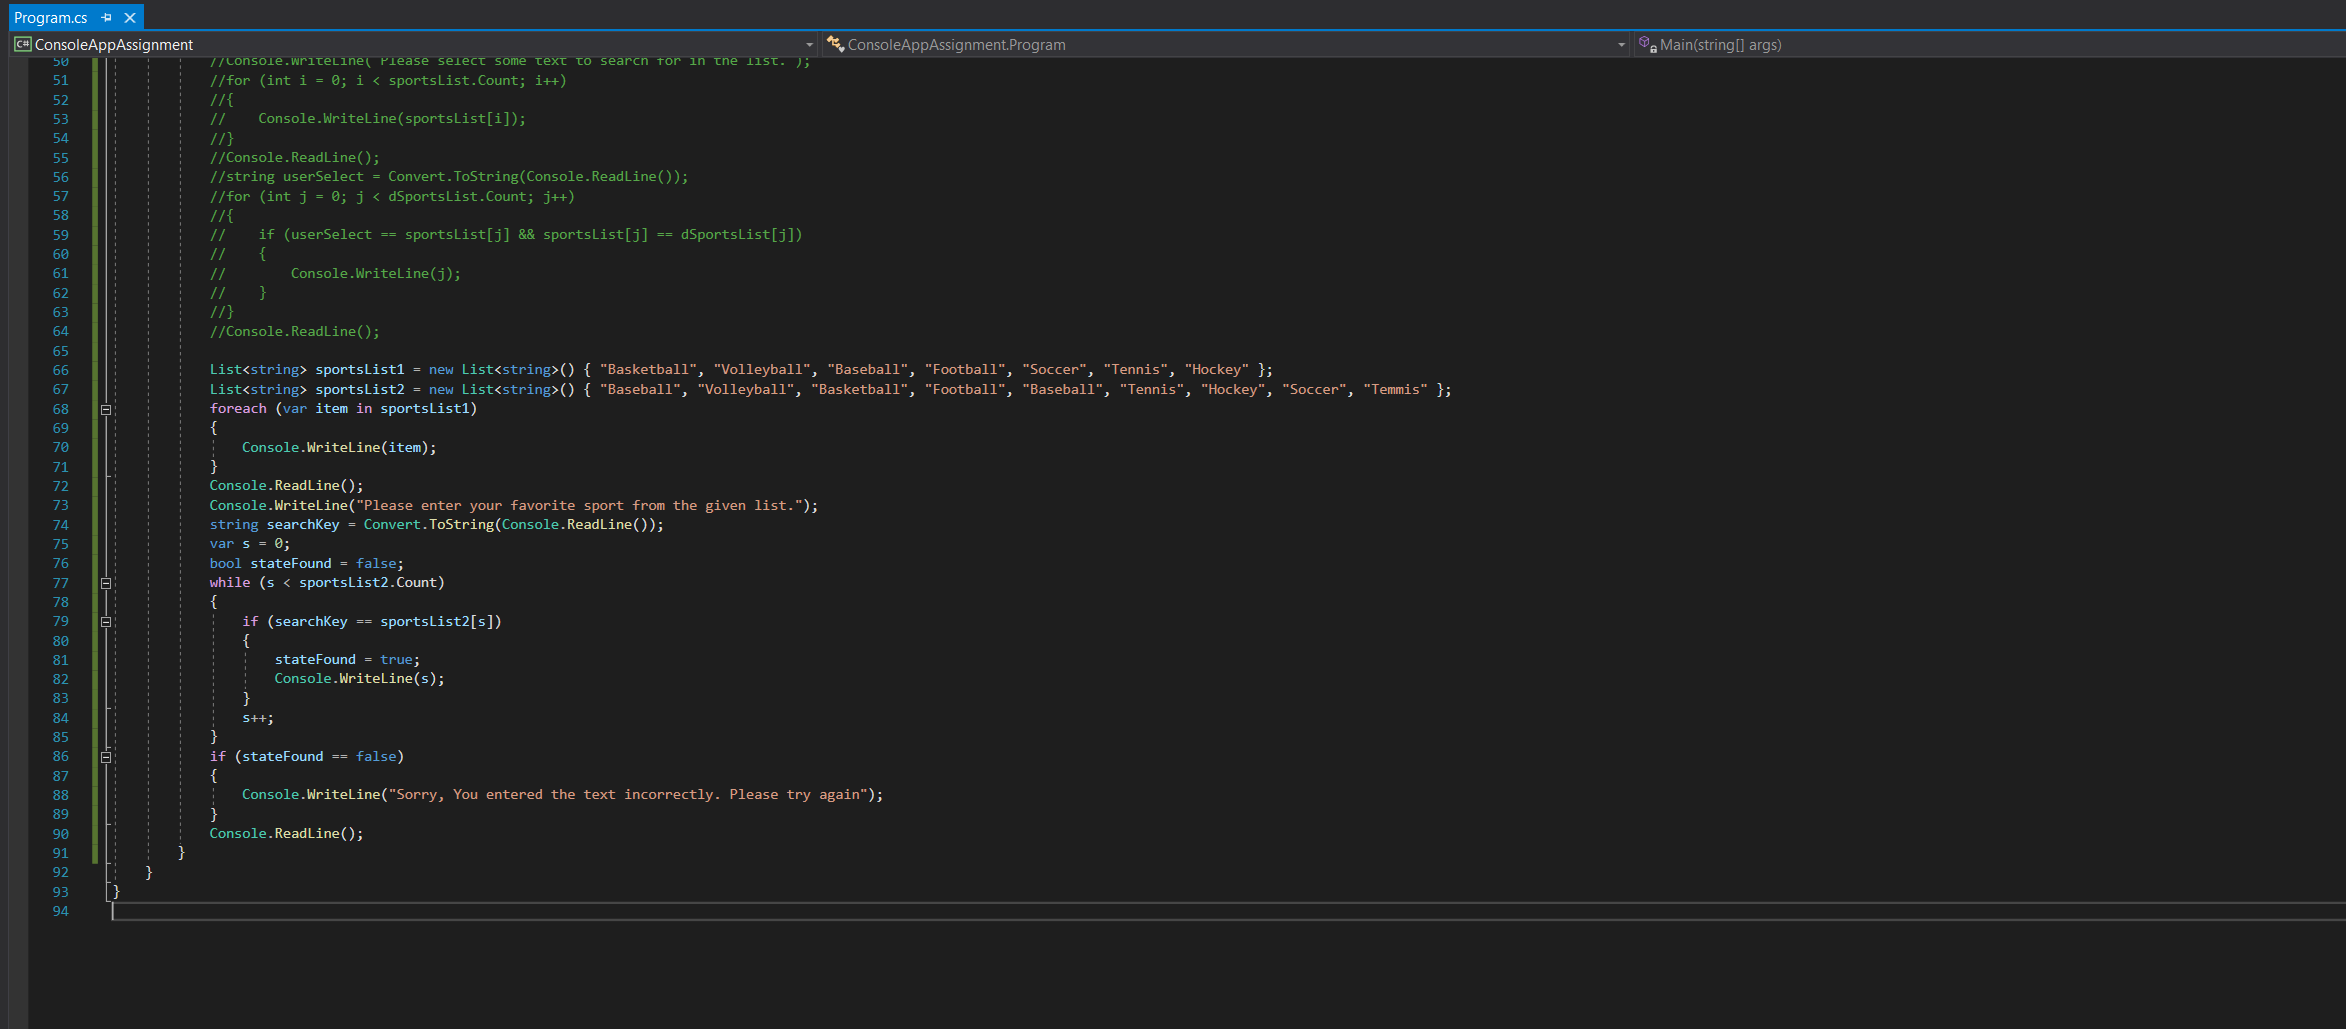 Program.cs
C# ConsoleAppAssignment
ConsoleAppAssignment.Program
Main(string[] args)
50 //Console.WriteLine("Please select some text to search for in the list.");
51 //for (int i = 0; i < sportsList.Count; i++)
52 //{
53 //    Console.WriteLine(sportsList[i]);
54 //}
55 //Console.ReadLine();
56 //string userSelect = Convert.ToString(Console.ReadLine());
57 //for (int j = 0; j < dSportsList.Count; j++)
58 //{
59 //    if (userSelect == sportsList[j] && sportsList[j] == dSportsList[j])
60 //    {
61 //        Console.WriteLine(j);
62 //    }
63 //}
64 //Console.ReadLine();
65
66 List<string> sportsList1 = new List<string>() { "Basketball", "Volleyball", "Baseball", "Football", "Soccer", "Tennis", "Hockey" };
67 List<string> sportsList2 = new List<string>() { "Baseball", "Volleyball", "Basketball", "Football", "Baseball", "Tennis", "Hockey", "Soccer", "Temmis" };
68 foreach (var item in sportsList1)
69 {
70     Console.WriteLine(item);
71 }
72 Console.ReadLine();
73 Console.WriteLine("Please enter your favorite sport from the given list.");
74 string searchKey = Convert.ToString(Console.ReadLine());
75 var s = 0;
76 bool stateFound = false;
77 while (s < sportsList2.Count)
78 {
79     if (searchKey == sportsList2[s])
80     {
81         stateFound = true;
82         Console.WriteLine(s);
83     }
84     s++;
85 }
86 if (stateFound == false)
87 {
88     Console.WriteLine("Sorry, You entered the text incorrectly. Please try again");
89 }
90 Console.ReadLine();
91 }
92 }
93 }
94